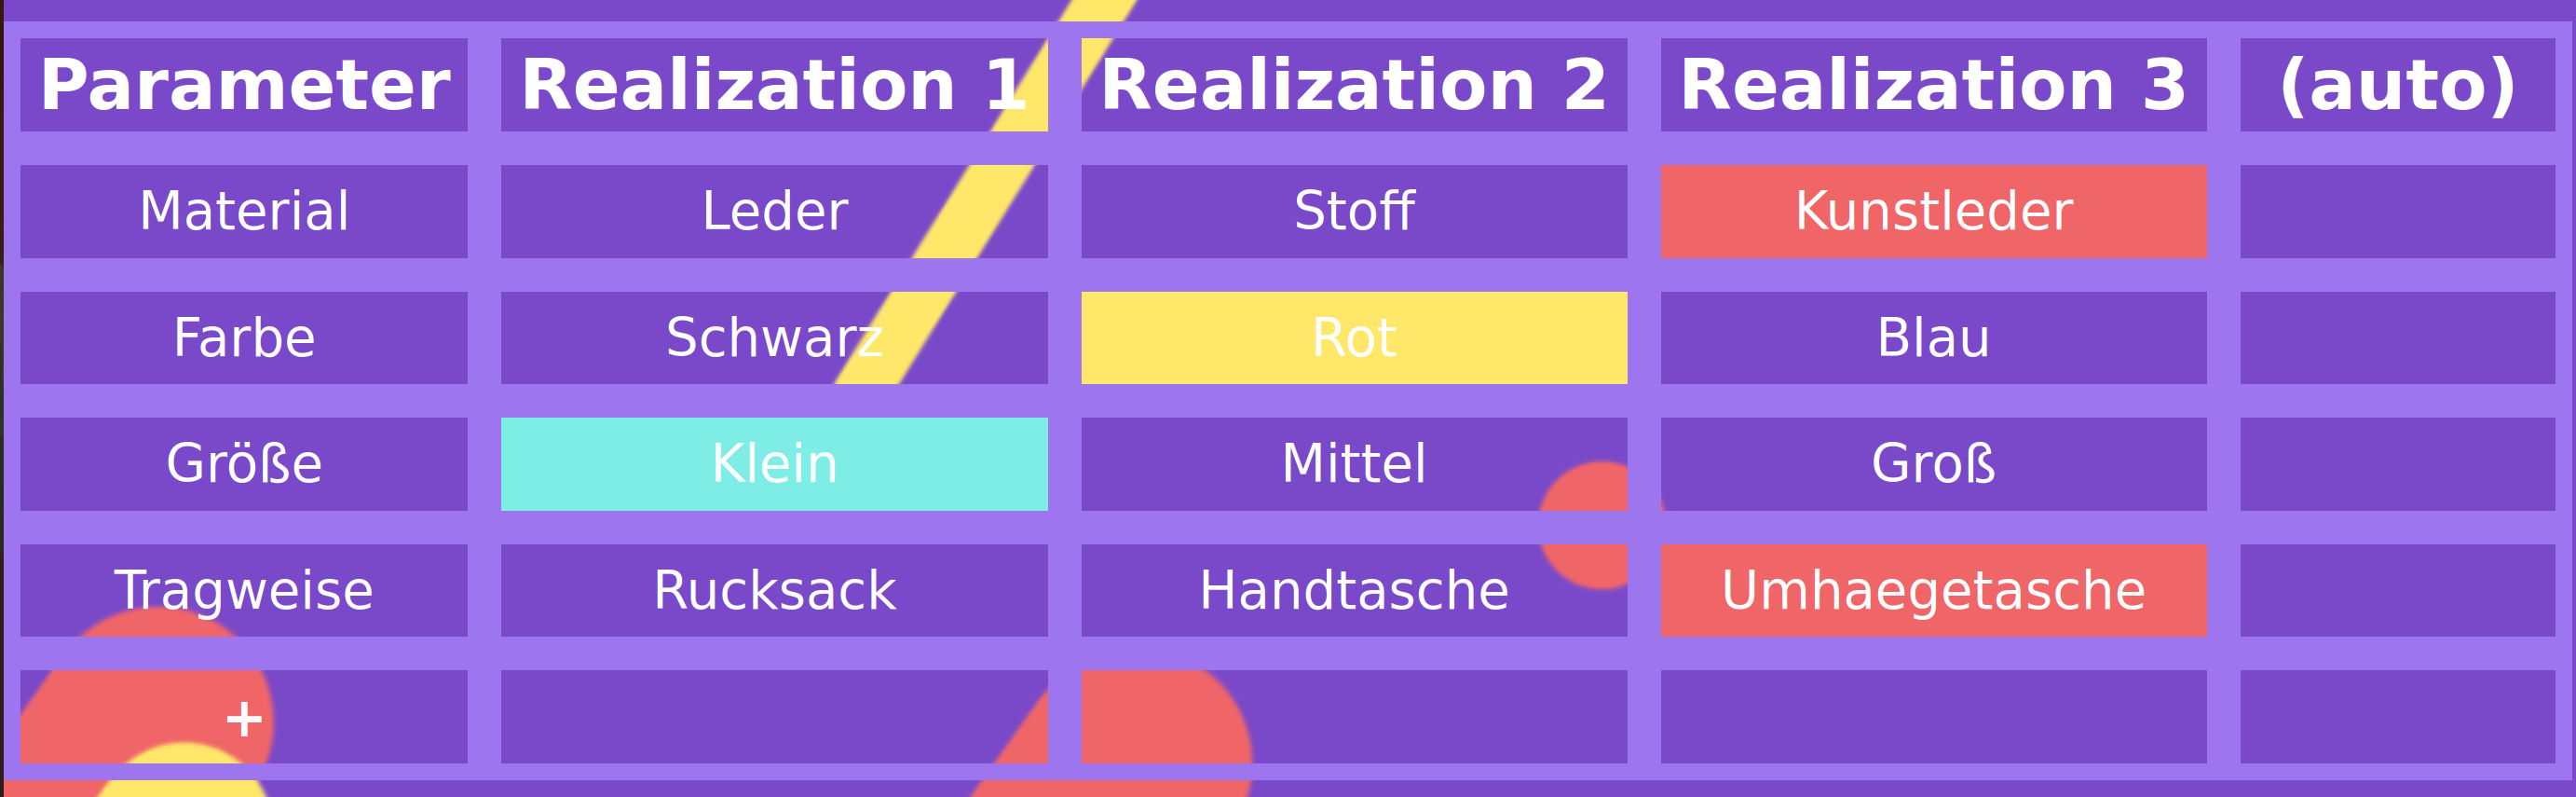 Parameter Realization 1 Realization 2 Realization 3 (auto)
Material Leder Stoff Kunstleder
Farbe Schwarz Rot Blau
Größe Klein Mittel Groß
Tragweise Rucksack Handtasche Umhaegetasche
+